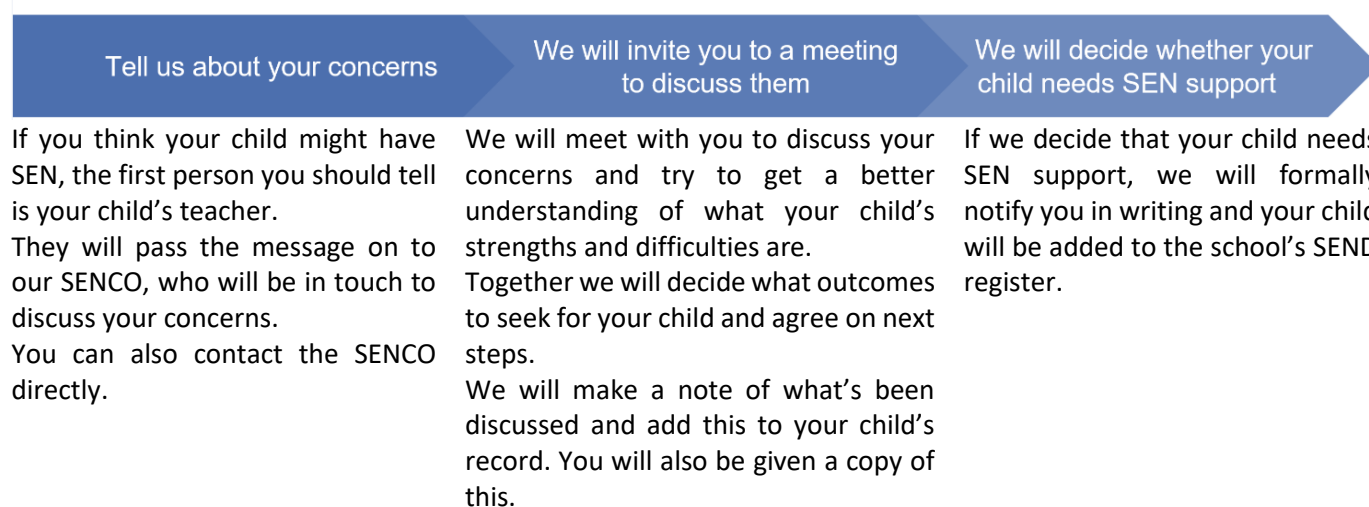 Tell us about your concerns
We will invite you to a meeting
to discuss them
We will decide whether your
child needs SEN support
If you think your child might have
SEN, the first person you should tell
is your child’s teacher.
They will pass the message on to
our SENCO, who will be in touch to
discuss your concerns.
You can also contact the SENCO
directly.
We will meet with you to discuss your
concerns and try to get a better
understanding of what your child’s
strengths and difficulties are.
Together we will decide what outcomes
to seek for your child and agree on next
steps.
We will make a note of what’s been
discussed and add this to your child’s
record. You will also be given a copy of
this.
If we decide that your child needs
SEN support, we will formally
notify you in writing and your child
will be added to the school’s SEND
register.